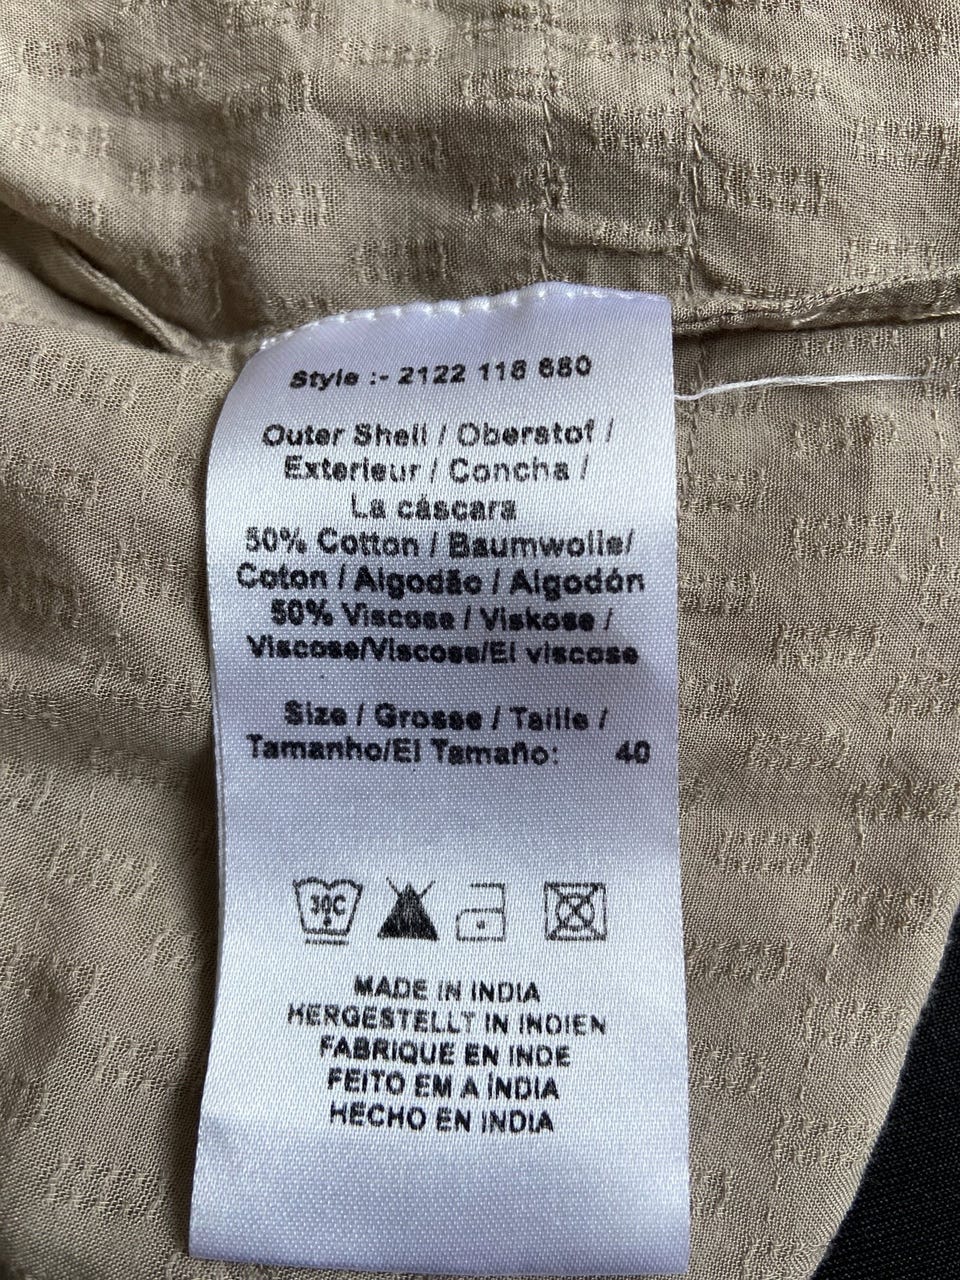 Style :- 2122 116 680
Outer Shell / Oberstof /
Exterieur / Concha /
La cáscara
50% Cotton / Baumwolle/
Coton / Algodão / Algodón
50% Viscose / Viskose /
Viscose/Viscose/El viscose
Size / Grosse / Taille /
Tamanho/El Tamaño: 40
30C
MADE IN INDIA
HERGESTELLT IN INDIEN
FABRIQUE EN INDE
FEITO EM A ÍNDIA
HECHO EN INDIA